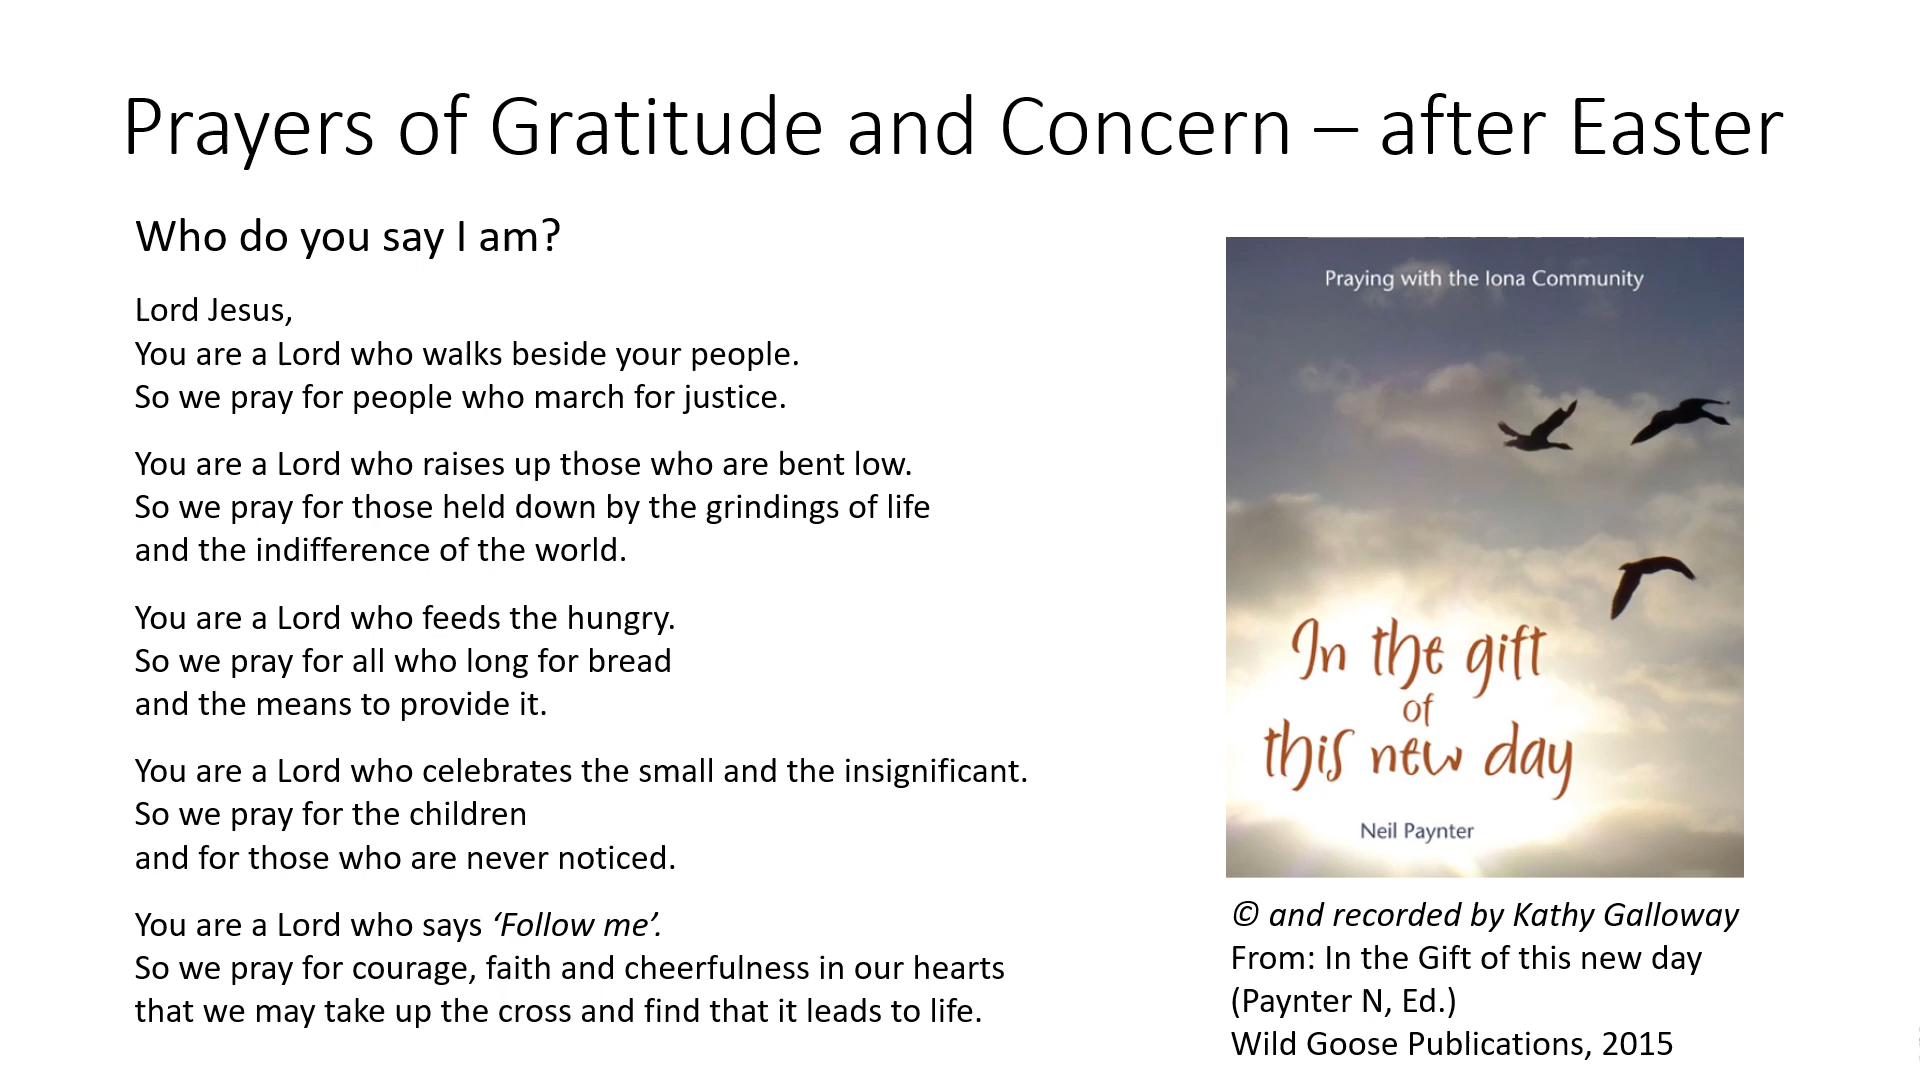 Prayers of Gratitude and Concern – after Easter
Who do you say I am?
Lord Jesus,
You are a Lord who walks beside your people.
So we pray for people who march for justice.
You are a Lord who raises up those who are bent low.
So we pray for those held down by the grindings of life
and the indifference of the world.
You are a Lord who feeds the hungry.
So we pray for all who long for bread
and the means to provide it.
You are a Lord who celebrates the small and the insignificant.
So we pray for the children
and for those who are never noticed.
You are a Lord who says ‘Follow me’.
So we pray for courage, faith and cheerfulness in our hearts
that we may take up the cross and find that it leads to life.
Praying with the Iona Community
In the gift
of
this new day
Neil Paynter
© and recorded by Kathy Galloway
From: In the Gift of this new day
(Paynter N, Ed.)
Wild Goose Publications, 2015